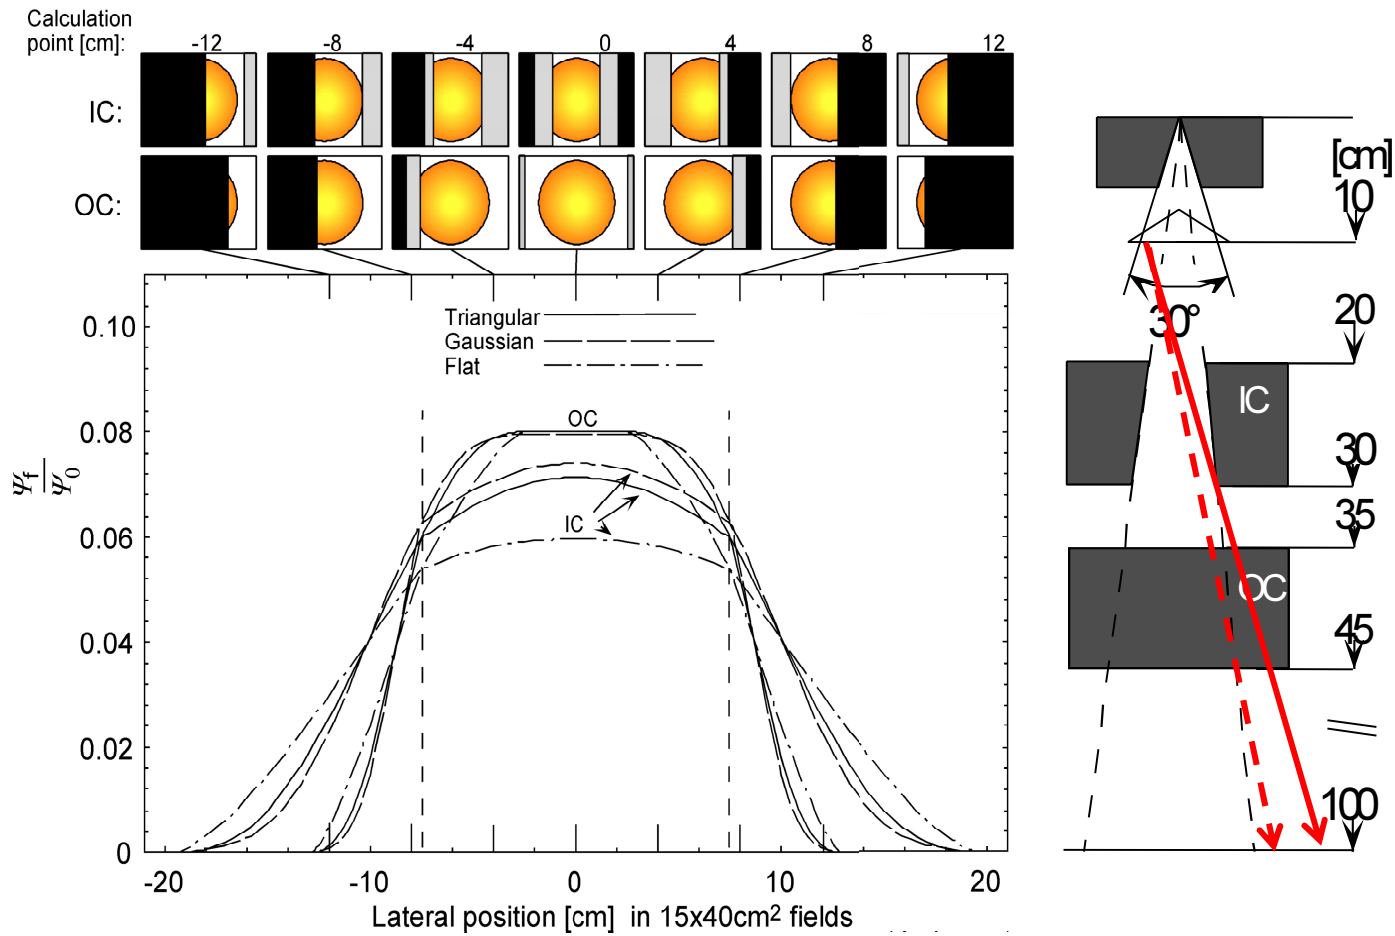 Calculation
point [cm]: -12 -8 -4 0 4 8 12
IC:
OC:
Triangular
Gaussian
Flat
OC
IC
0.10
0.08
0.06
0.04
0.02
0
Ψf
Ψ0
-20 -10 0 10 20
Lateral position [cm] in 15x40cm² fields
[cm]
10
30°
20
IC
30
35
OC
45
100